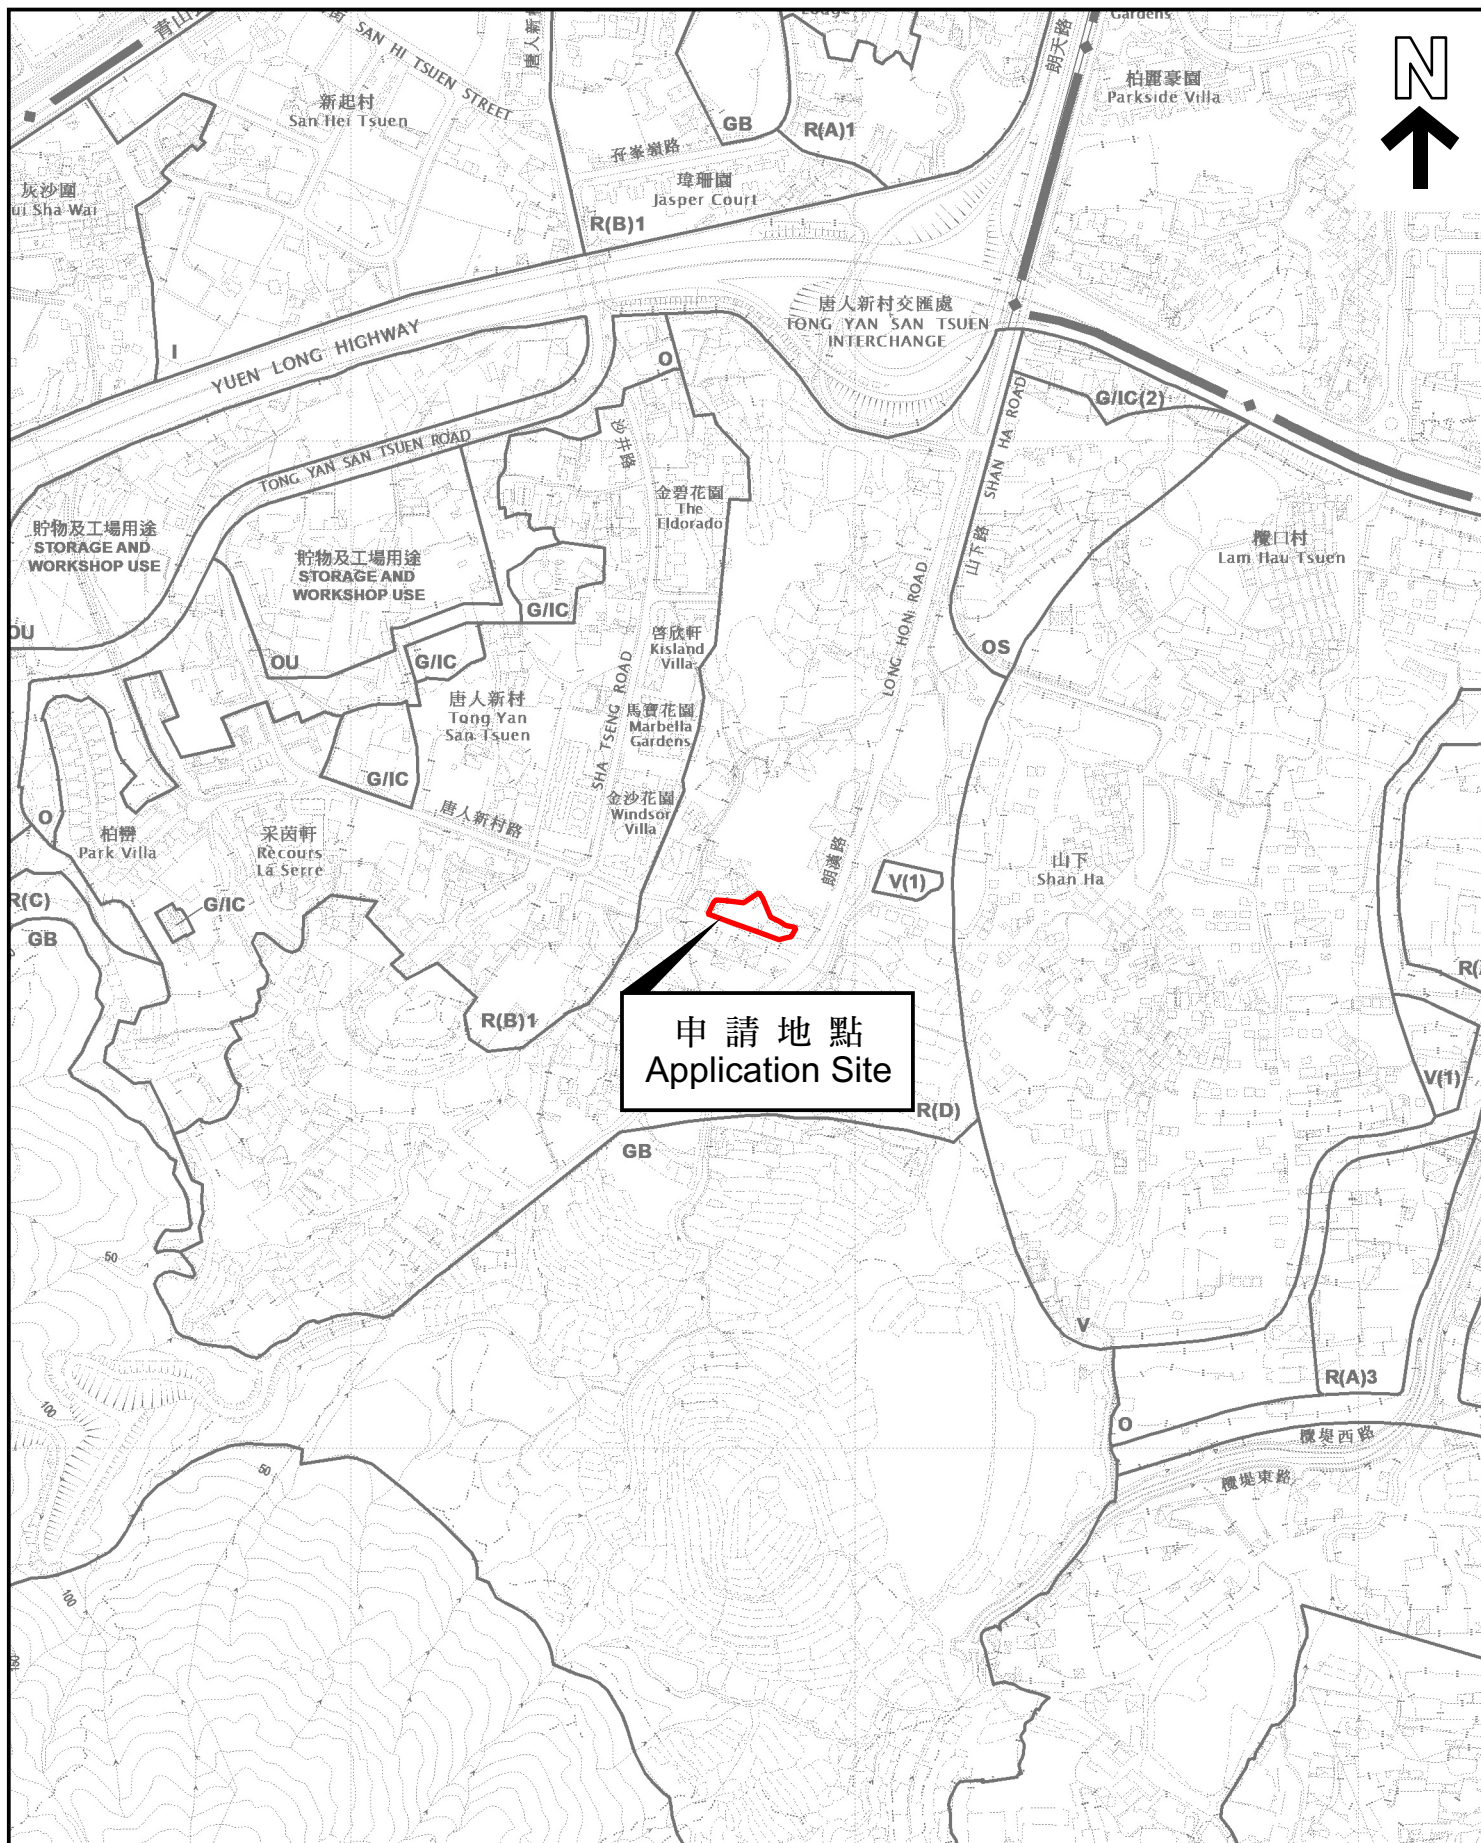 SAN HI TSUEN STREET
唐人新
朗天路
Gardens
柏麗豪園
Parkside Villa
N
新起村
San Hei Tsuen
GB
R(A)1
孖峯嶺路
灰沙圍
ui Sha Wai
瑋珊園
Jasper Court
R(B)1
唐人新村交匯處
TONG YAN SAN TSUEN
INTERCHANGE
I
YUEN LONG HIGHWAY
O
G/IC(2)
SHAN HA ROAD
山下路
沙井路
TONG YAN SAN TSUEN ROAD
金碧花園
The
Eldorado
貯物及工場用途
STORAGE AND
WORKSHOP USE
貯物及工場用途
STORAGE AND
WORKSHOP USE
欖口村
Lam Hau Tsuen
G/IC
OU
OU
G/IC
啓欣軒
Kisland
Villa
LONG HON ROAD
OS
唐人新村
Tong Yan
San Tsuen
SHA TSENG ROAD
馬寶花園
Marbella
Gardens
G/IC
唐人新村路
金沙花園
Windsor
Villa
O
柏巒
Park Villa
采茵軒
Recours
La Serre
朗漢路
V(1)
山下
Shan Ha
R(C)
G/IC
GB
R(
R(B)1
申請地點
Application Site
V(1)
R(D)
GB
50
V
R(A)3
100
O
欖堤西路
50
欖堤東路
100
150